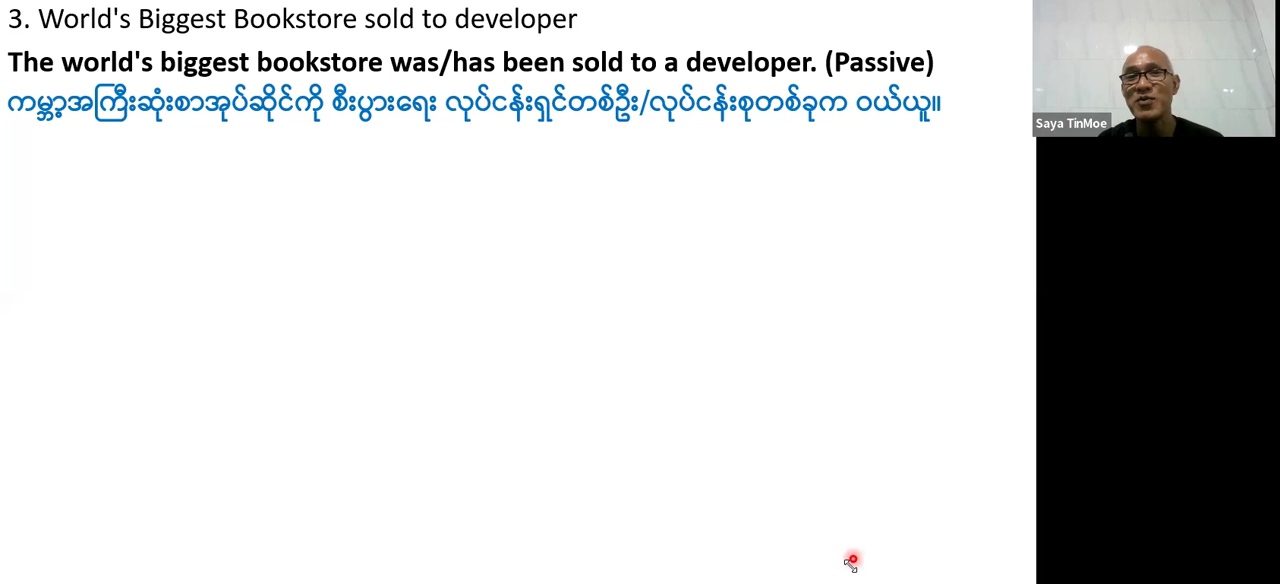 3. World's Biggest Bookstore sold to developer
The world's biggest bookstore was/has been sold to a developer. (Passive)
ကမ္ဘာ့အကြီးဆုံးစာအုပ်ဆိုင်ကို စီးပွားရေး လုပ်ငန်းရှင်တစ်ဦး/လုပ်ငန်းစုတစ်ခုက ဝယ်ယူ။
Saya TinMoe